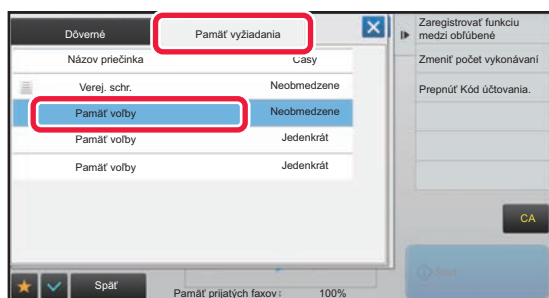 Dôverné
Pamäť vyžiadania
Názov priečinka
Časy
Verej. schr.
Neobmedzene
Pamäť voľby
Neobmedzene
Pamäť voľby
Jedenkrát
Pamäť voľby
Jedenkrát
Späť
Pamäť prijatých faxov:
100%
Zaregistrovať funkciu
medzi obľúbené
Zmeniť počet vykonávaní
Prepnúť Kód účtovania.
CA
Štart